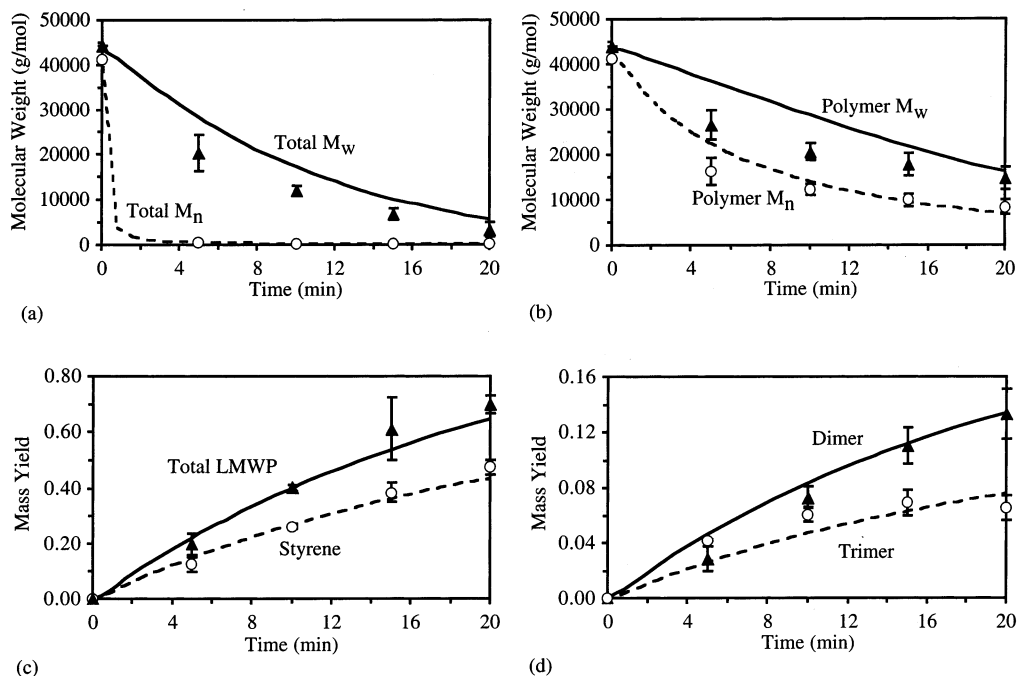 50000
40000
30000
20000
10000
0
Molecular Weight (g/mol)
Total Mw
Total Mn
0 4 8 12 16 20
Time (min)
(a)
50000
40000
30000
20000
10000
0
Molecular Weight (g/mol)
Polymer Mw
Polymer Mn
0 4 8 12 16 20
Time (min)
(b)
0.80
0.60
0.40
0.20
0.00
Mass Yield
Total LMWP
Styrene
0 4 8 12 16 20
Time (min)
(c)
0.16
0.12
0.08
0.04
0.00
Mass Yield
Dimer
Trimer
0 4 8 12 16 20
Time (min)
(d)